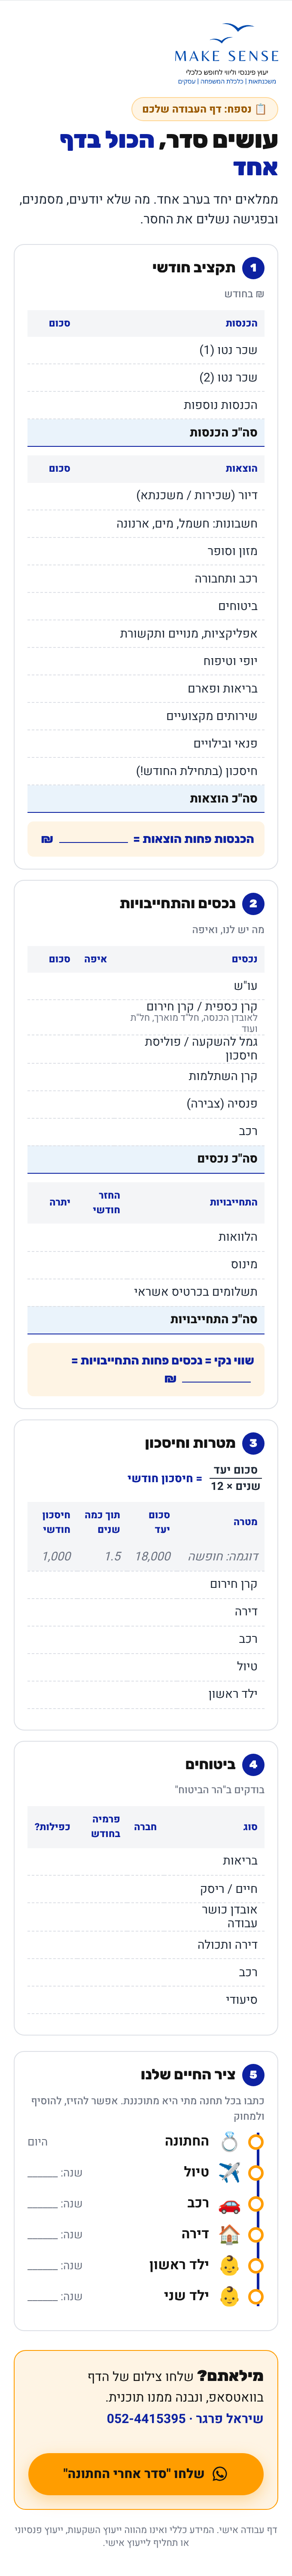 MAKE SENSE
יעוץ פיננסי וליווי לחופש כלכלי
משכנתאות | כלכלת המשפחה | עסקים
📋 נספח: דף העבודה שלכם
עושים סדר, הכול בדף
אחד
ממלאים יחד בערב אחד. מה שלא יודעים, מסמנים,
ובפגישה נשלים את החסר.
1 תקציב חודשי
₪ בחודש
הכנסות סכום
שכר נטו (1)
שכר נטו (2)
הכנסות נוספות
סה"כ הכנסות
הוצאות סכום
דיור (שכירות / משכנתא)
חשבונות: חשמל, מים, ארנונה
מזון וסופר
רכב ותחבורה
ביטוחים
אפליקציות, מנויים ותקשורת
יופי וטיפוח
בריאות ופארם
שירותים מקצועיים
פנאי ובילויים
חיסכון (בתחילת החודש!)
סה"כ הוצאות
הכנסות פחות הוצאות = ________ ₪
2 נכסים והתחייבויות
מה יש לנו, ואיפה
נכסים איפה סכום
עו"ש
קרן כספית / קרן חירום
לאובדן הכנסה, חל"ד מוארך, חל"ת
ועוד
גמל להשקעה / פוליסת
חיסכון
קרן השתלמות
פנסיה (צבירה)
רכב
סה"כ נכסים
התחייבויות החזר חודשי יתרה
הלוואות
מינוס
תשלומים בכרטיס אשראי
סה"כ התחייבויות
שווי נקי = נכסים פחות התחייבויות =
________ ₪
3 מטרות וחיסכון
סכום יעד
שנים × 12
= חיסכון חודשי
מטרה סכום יעד תוך כמה שנים חיסכון חודשי
דוגמה: חופשה 18,000 1.5 1,000
קרן חירום
דירה
רכב
טיול
ילד ראשון
4 ביטוחים
בודקים ב"הר הביטוח"
סוג חברה פרמיה בחודש כפילות?
בריאות
חיים / ריסק
אובדן כושר
עבודה
דירה ותכולה
רכב
סיעודי
5 ציר החיים שלנו
כתבו בכל תחנה מתי היא מתוכננת. אפשר להזיז, להוסיף
ולמחוק
💍 החתונה היום
✈️ טיול שנה: ______
🚗 רכב שנה: ______
🏠 דירה שנה: ______
👶 ילד ראשון שנה: ______
👶 ילד שני שנה: ______
מילאתם? שלחו צילום של הדף
בוואטסאפ, ונבנה ממנו תוכנית.
שיראל פרגר · 052-4415395
שלחו "סדר אחרי החתונה"
דף עבודה אישי. המידע כללי ואינו מהווה ייעוץ השקעות, ייעוץ פנסיוני
או תחליף לייעוץ אישי.